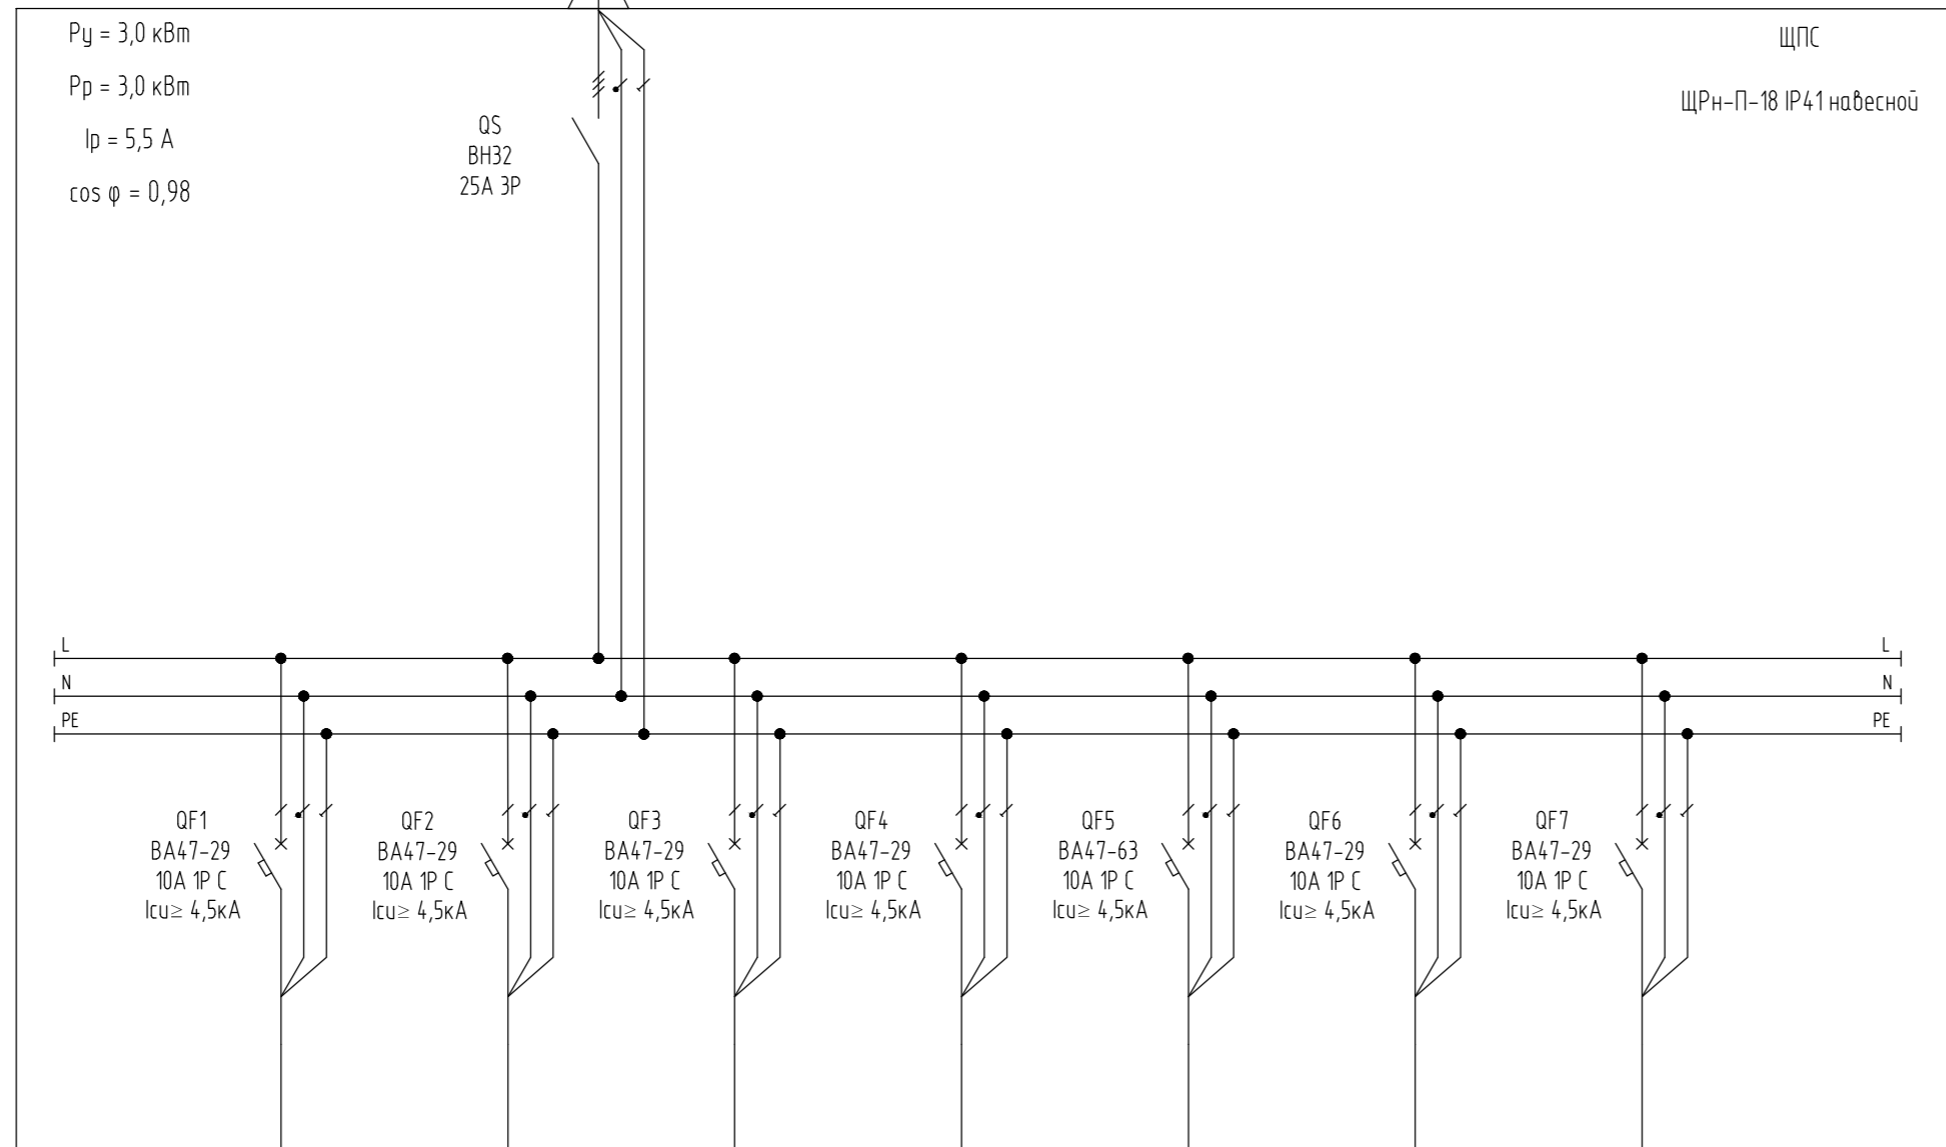 Ру = 3,0 кВт
Рр = 3,0 кВт
Iр = 5,5 А
cos φ = 0,98
QS
ВН32
25А 3Р
ЩПС
ЩРн-П-18 IP41 навесной
L
L
N
N
PE
PE
QF1
ВА47-29
10А 1Р С
Icu≥ 4,5кА
QF2
ВА47-29
10А 1Р С
Icu≥ 4,5кА
QF3
ВА47-29
10А 1Р С
Icu≥ 4,5кА
QF4
ВА47-29
10А 1Р С
Icu≥ 4,5кА
QF5
ВА47-63
10А 1Р С
Icu≥ 4,5кА
QF6
ВА47-29
10А 1Р С
Icu≥ 4,5кА
QF7
ВА47-29
10А 1Р С
Icu≥ 4,5кА